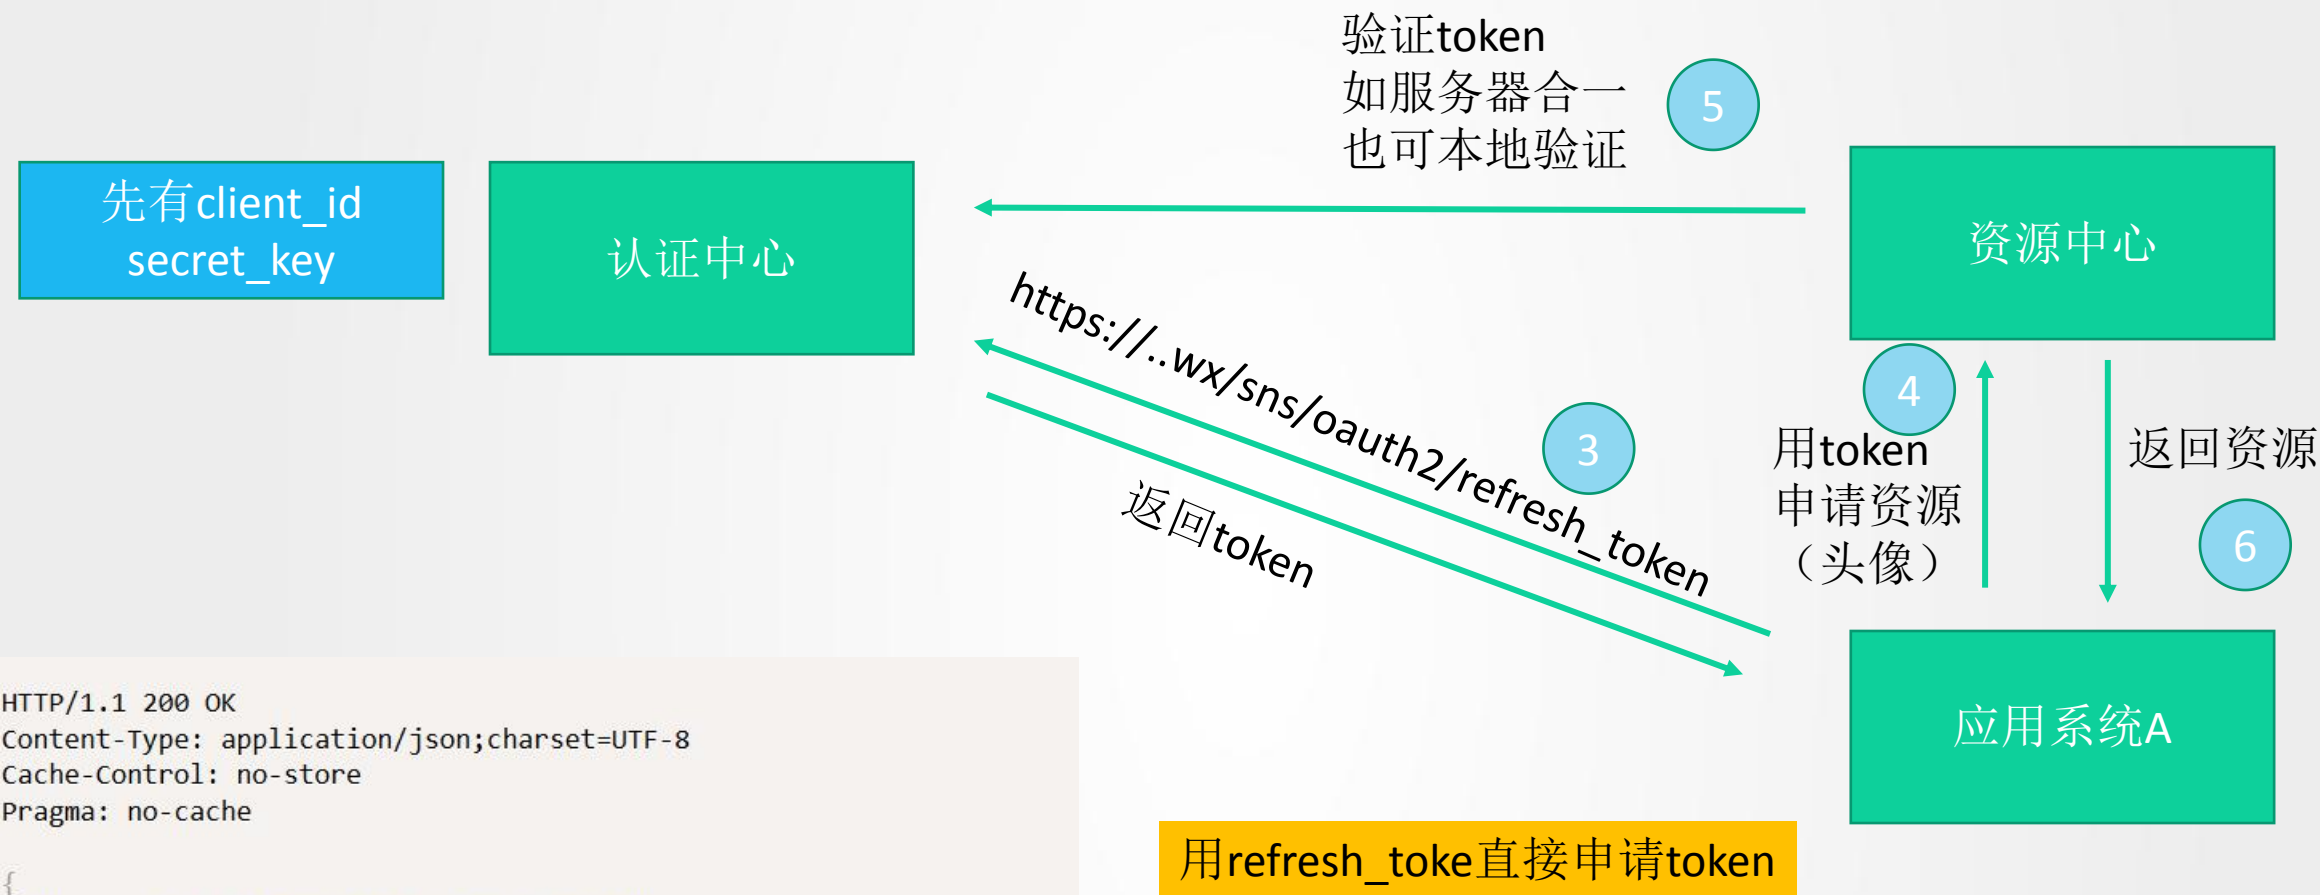 验证token
如服务器合一
也可本地验证
5
先有client_id
secret_key
认证中心
资源中心
https://..wx/sns/oauth2/refresh_token
3
返回token
4
用token
申请资源
（头像）
返回资源
6
应用系统A
HTTP/1.1 200 OK
Content-Type: application/json;charset=UTF-8
Cache-Control: no-store
Pragma: no-cache
{
用refresh_toke直接申请token